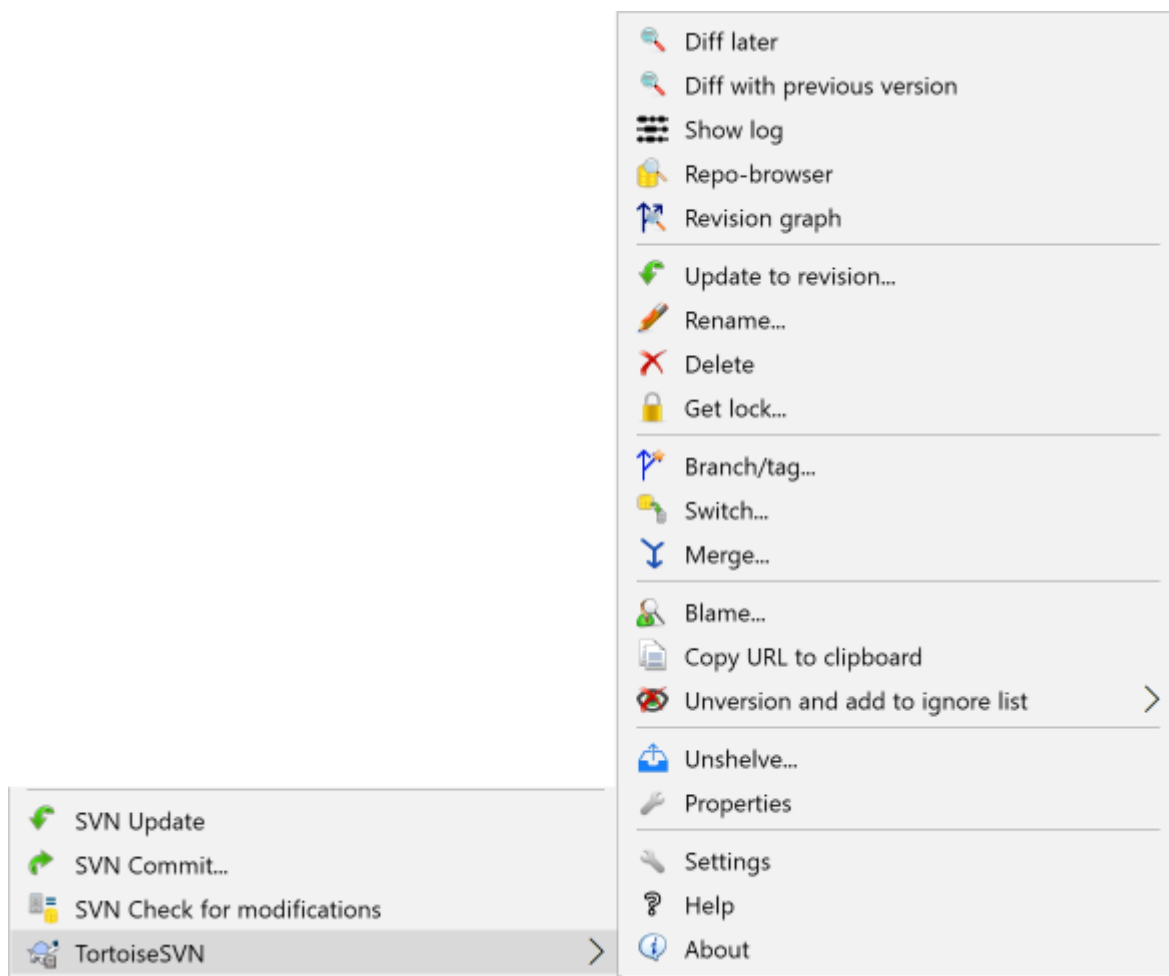 Diff later
Diff with previous version
Show log
Repo-browser
Revision graph
Update to revision...
Rename...
Delete
Get lock...
Branch/tag...
Switch...
Merge...
Blame...
Copy URL to clipboard
Unversion and add to ignore list
Unshelve...
Properties
Settings
Help
About
SVN Update
SVN Commit...
SVN Check for modifications
TortoiseSVN